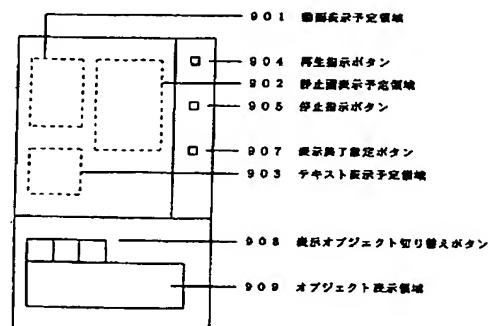 901 動画表示予定領域
904 再生指示ボタン
902 静止画表示予定領域
905 停止指示ボタン
907 表示終了設定ボタン
903 テキスト表示予定領域
908 表示オブジェクト切り替えボタン
909 オブジェクト表示領域